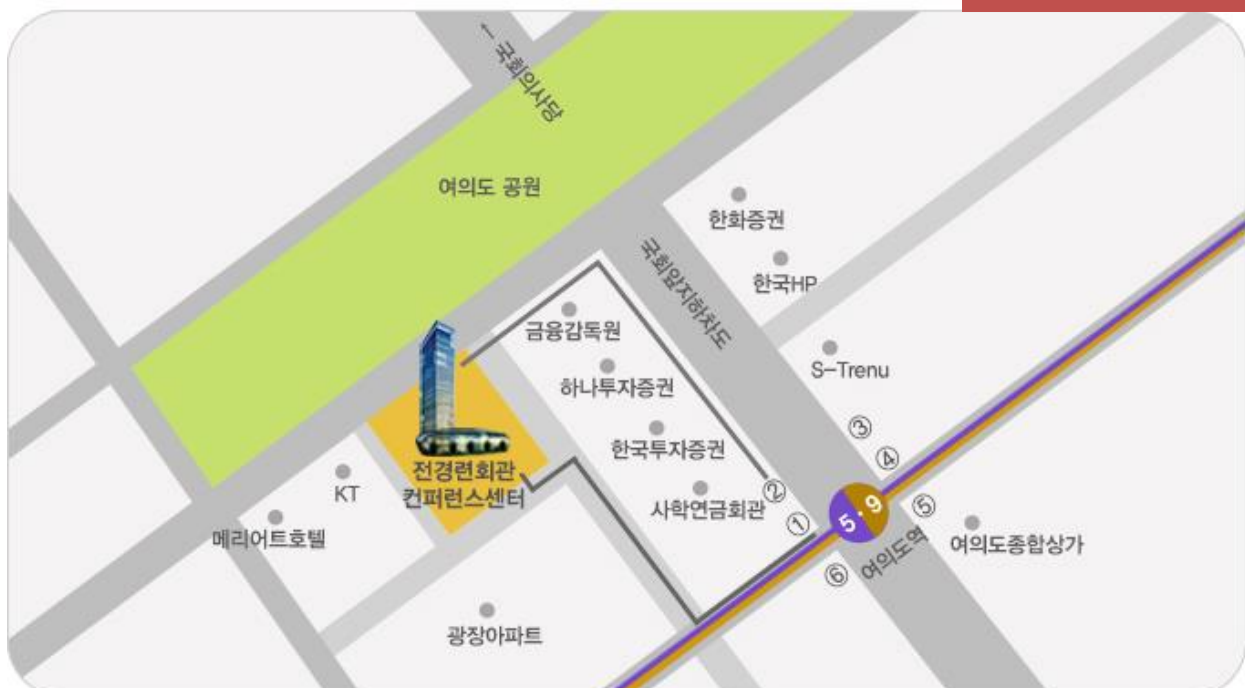 ← 국회의사당
여의도 공원
한화증권
국회앞지하차도
한국HP
금융감독원
S-Trenu
하나투자증권
한국투자증권
전경련회관
컨퍼런스센터
KT
사학연금회관
메리어트호텔
①
②
③
④
⑤
⑥
5·9
여의도역
여의도종합상가
광장아파트